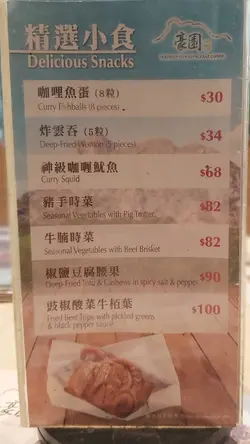 精選小食
Delicious Snacks
豪園
咖哩魚蛋 (8粒) $30
Curry Fishballs (8 pieces)
炸雲吞 (5粒) $34
Deep-Fried Wonton (5 pieces)
神級咖喱魷魚 $68
Curry Squid
豬手時菜 $82
Seasonal Vegetables with Pig Trotter
牛腩時菜 $82
Seasonal Vegetables with Beef Brisket
椒鹽豆腐腰果 $90
Deep-Fried Tofu & Cashews in spicy salt & pepper
豉椒酸菜牛栢葉 $100
Fried Beef Tripe with pickled greens
& black pepper sauce